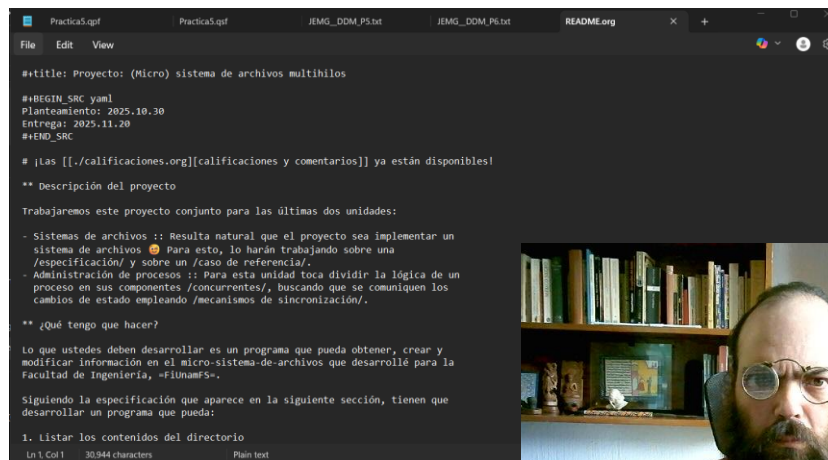 Practica5.qpf
Practica5.qsf
JEMG_DDM_P5.txt
JEMG_DDM_P6.txt
README.org
File Edit View
#+title: Proyecto: (Micro) sistema de archivos multihilos
#+BEGIN_SRC yaml
Planteamiento: 2025.10.30
Entrega: 2025.11.20
#+END_SRC
# ¡Las [[./calificaciones.org][calificaciones y comentarios]] ya están disponibles!
** Descripción del proyecto
Trabajaremos este proyecto conjunto para las últimas dos unidades:
- Sistemas de archivos :: Resulta natural que el proyecto sea implementar un
sistema de archivos 😉 Para esto, lo harán trabajando sobre una
/especificación/ y sobre un /caso de referencia/.
- Administración de procesos :: Para esta unidad toca dividir la lógica de un
proceso en sus componentes /concurrentes/, buscando que se comuniquen los
cambios de estado empleando /mecanismos de sincronización/.
** ¿Qué tengo que hacer?
Lo que ustedes deben desarrollar es un programa que pueda obtener, crear y
modificar información en el micro-sistema-de-archivos que desarrollé para la
Facultad de Ingeniería, =FiUnamFS=.
Siguiendo la especificación que aparece en la siguiente sección, tienen que
desarrollar un programa que pueda:
1. Listar los contenidos del directorio
Ln 1, Col 1 30,944 characters Plain text